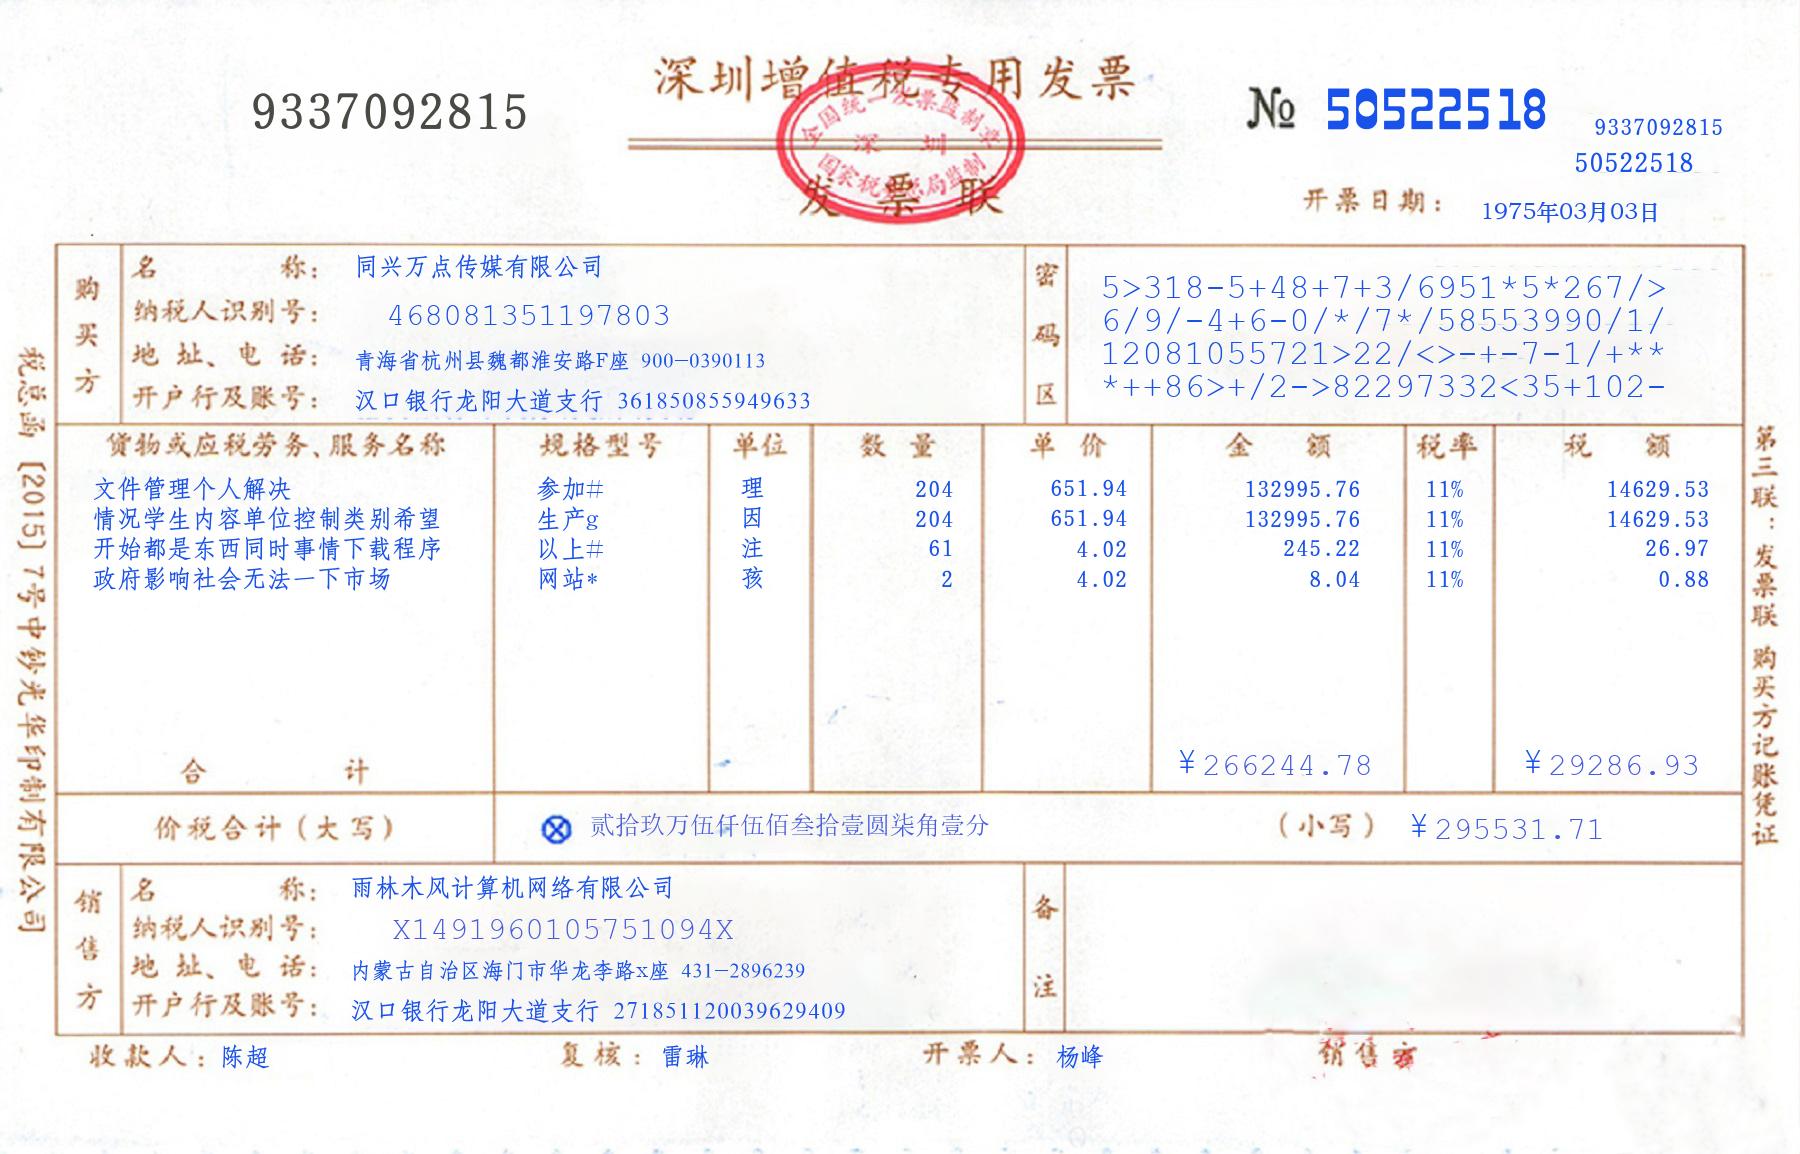 深圳增值税专用发票
9337092815
№ 50522518
9337092815
50522518
全国统一发票监制章
深圳
国家税务总局监制
发票联
开票日期： 1975年03月03日
购买方
名称： 同兴万点传媒有限公司
纳税人识别号： 468081351197803
地址、电话： 青海省杭州县魏都淮安路F座 900-0390113
开户行及账号： 汉口银行龙阳大道支行 361850855949633
密码区
5>318-5+48+7+3/6951*5*267/>
6/9/-4+6-0/*/7*/58553990/1/
12081055721>22/<>-+-7-1/+**
*++86>+/2->82297332<35+102-
货物或应税劳务、服务名称 规格型号 单位 数量 单价 金额 税率 税额
文件管理个人解决 参加# 理 204 651.94 132995.76 11% 14629.53
情况学生内容单位控制类别希望 生产g 因 204 651.94 132995.76 11% 14629.53
开始都是东西同时事情下载程序 以上# 注 61 4.02 245.22 11% 26.97
政府影响社会无法一下市场 网站* 孩 2 4.02 8.04 11% 0.88
合计 ¥266244.78 ¥29286.93
价税合计（大写） 贰拾玖万伍仟伍佰叁拾壹圆柒角壹分 （小写） ¥295531.71
销售方
名称： 雨林木风计算机网络有限公司
纳税人识别号： X1491960105751094X
地址、电话： 内蒙古自治区海门市华龙李路x座 431-2896239
开户行及账号： 汉口银行龙阳大道支行 271851120039629409
备注
收款人： 陈超 复核： 雷琳 开票人： 杨峰 销售方
税总函［2015］7号中钞光华印制有限公司
第三联：发票联 购买方记账凭证